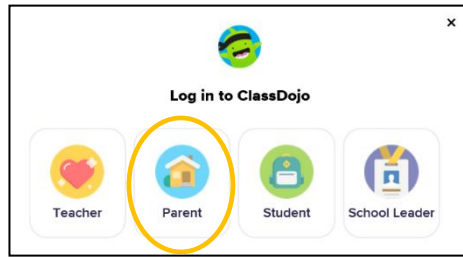 ×
Log in to ClassDojo
Teacher
Parent
Student
School Leader